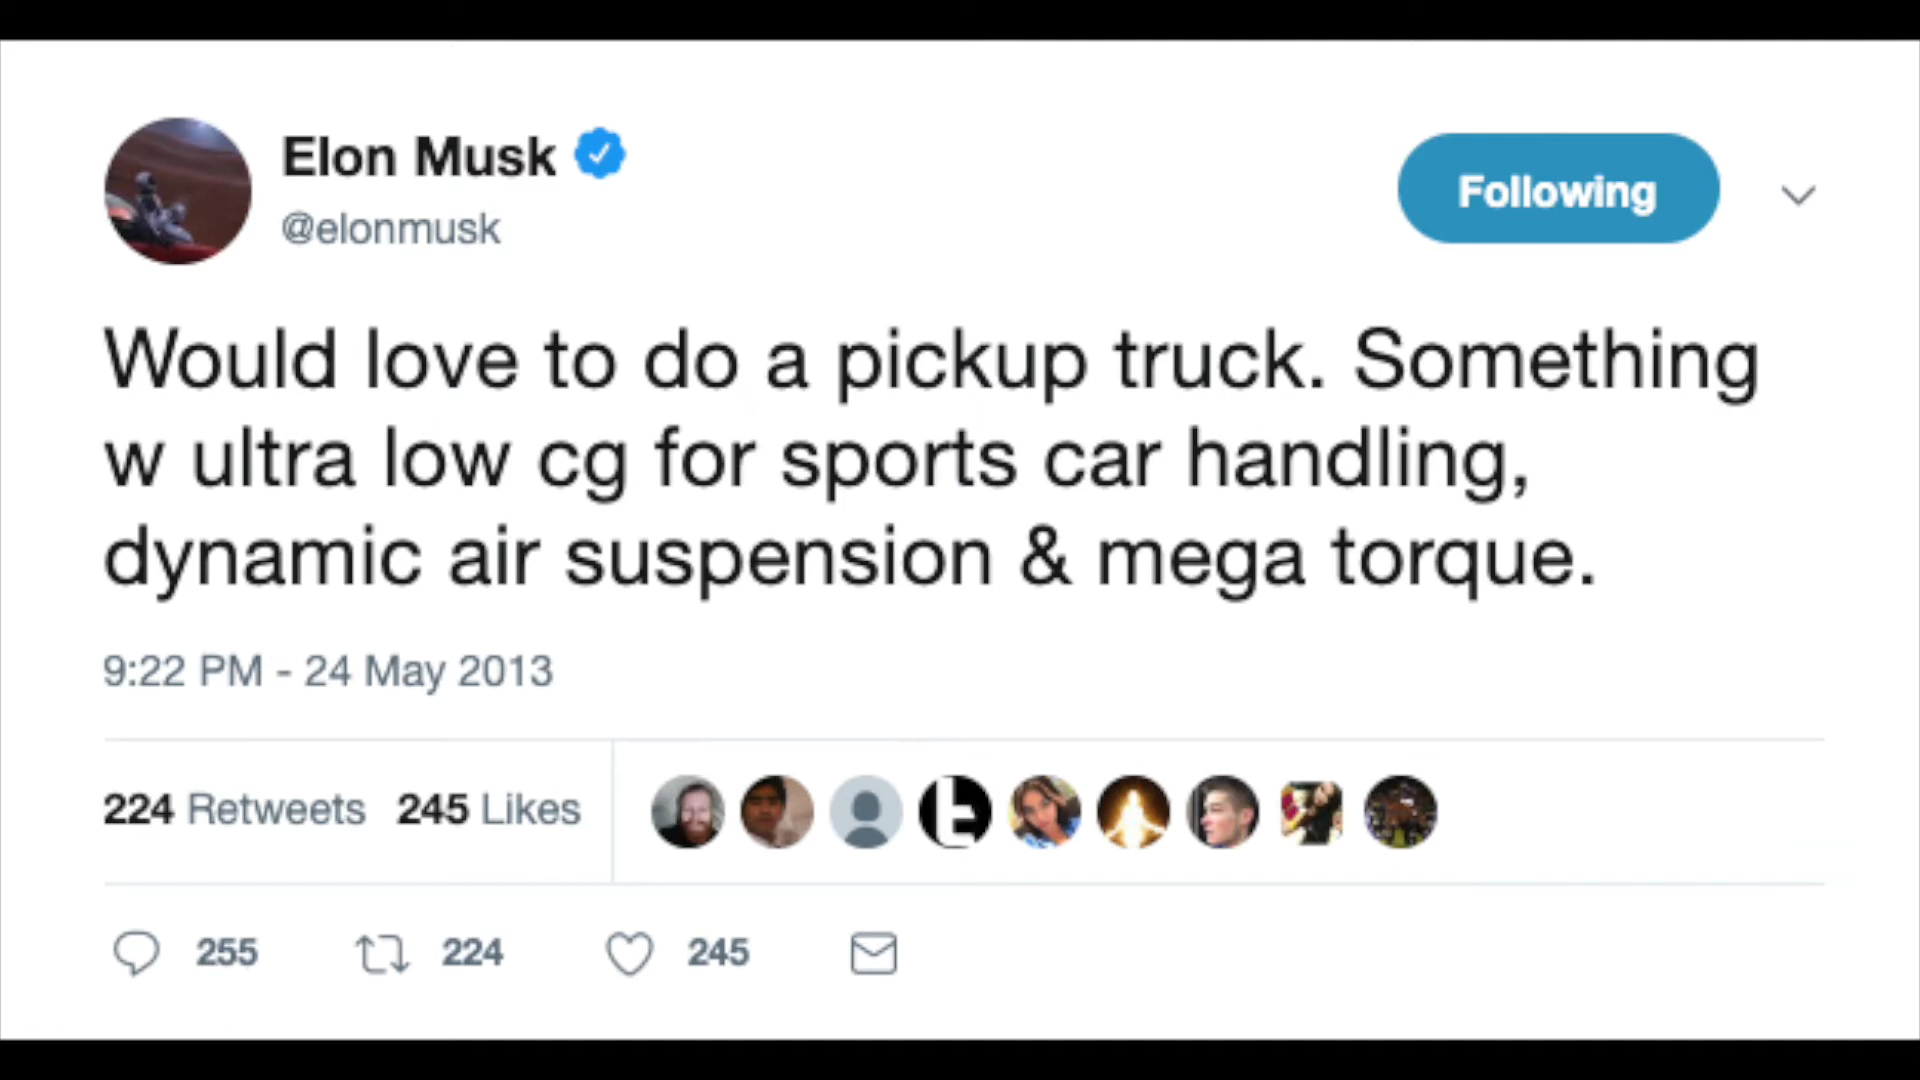 Elon Musk
@elonmusk
Following
Would love to do a pickup truck. Something
w ultra low cg for sports car handling,
dynamic air suspension & mega torque.
9:22 PM - 24 May 2013
224 Retweets 245 Likes
255 224 245